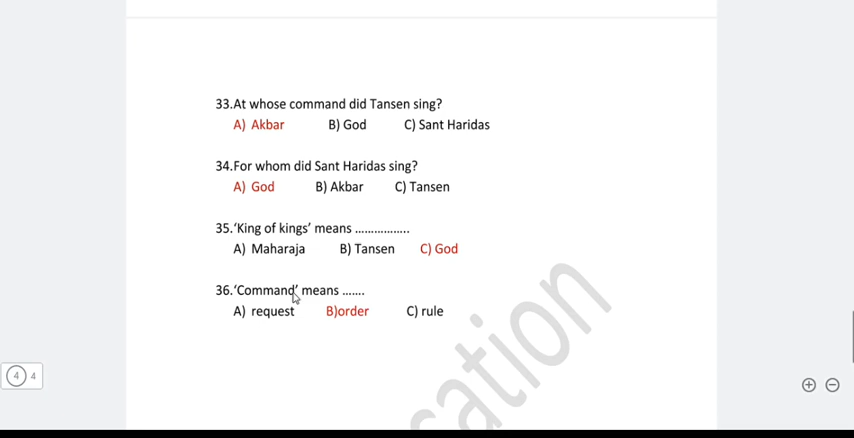 33.At whose command did Tansen sing?
A) Akbar B) God C) Sant Haridas
34.For whom did Sant Haridas sing?
A) God B) Akbar C) Tansen
35.‘King of kings’ means ................
A) Maharaja B) Tansen C) God
36.‘Command’ means .......
A) request B)order C) rule
4 4